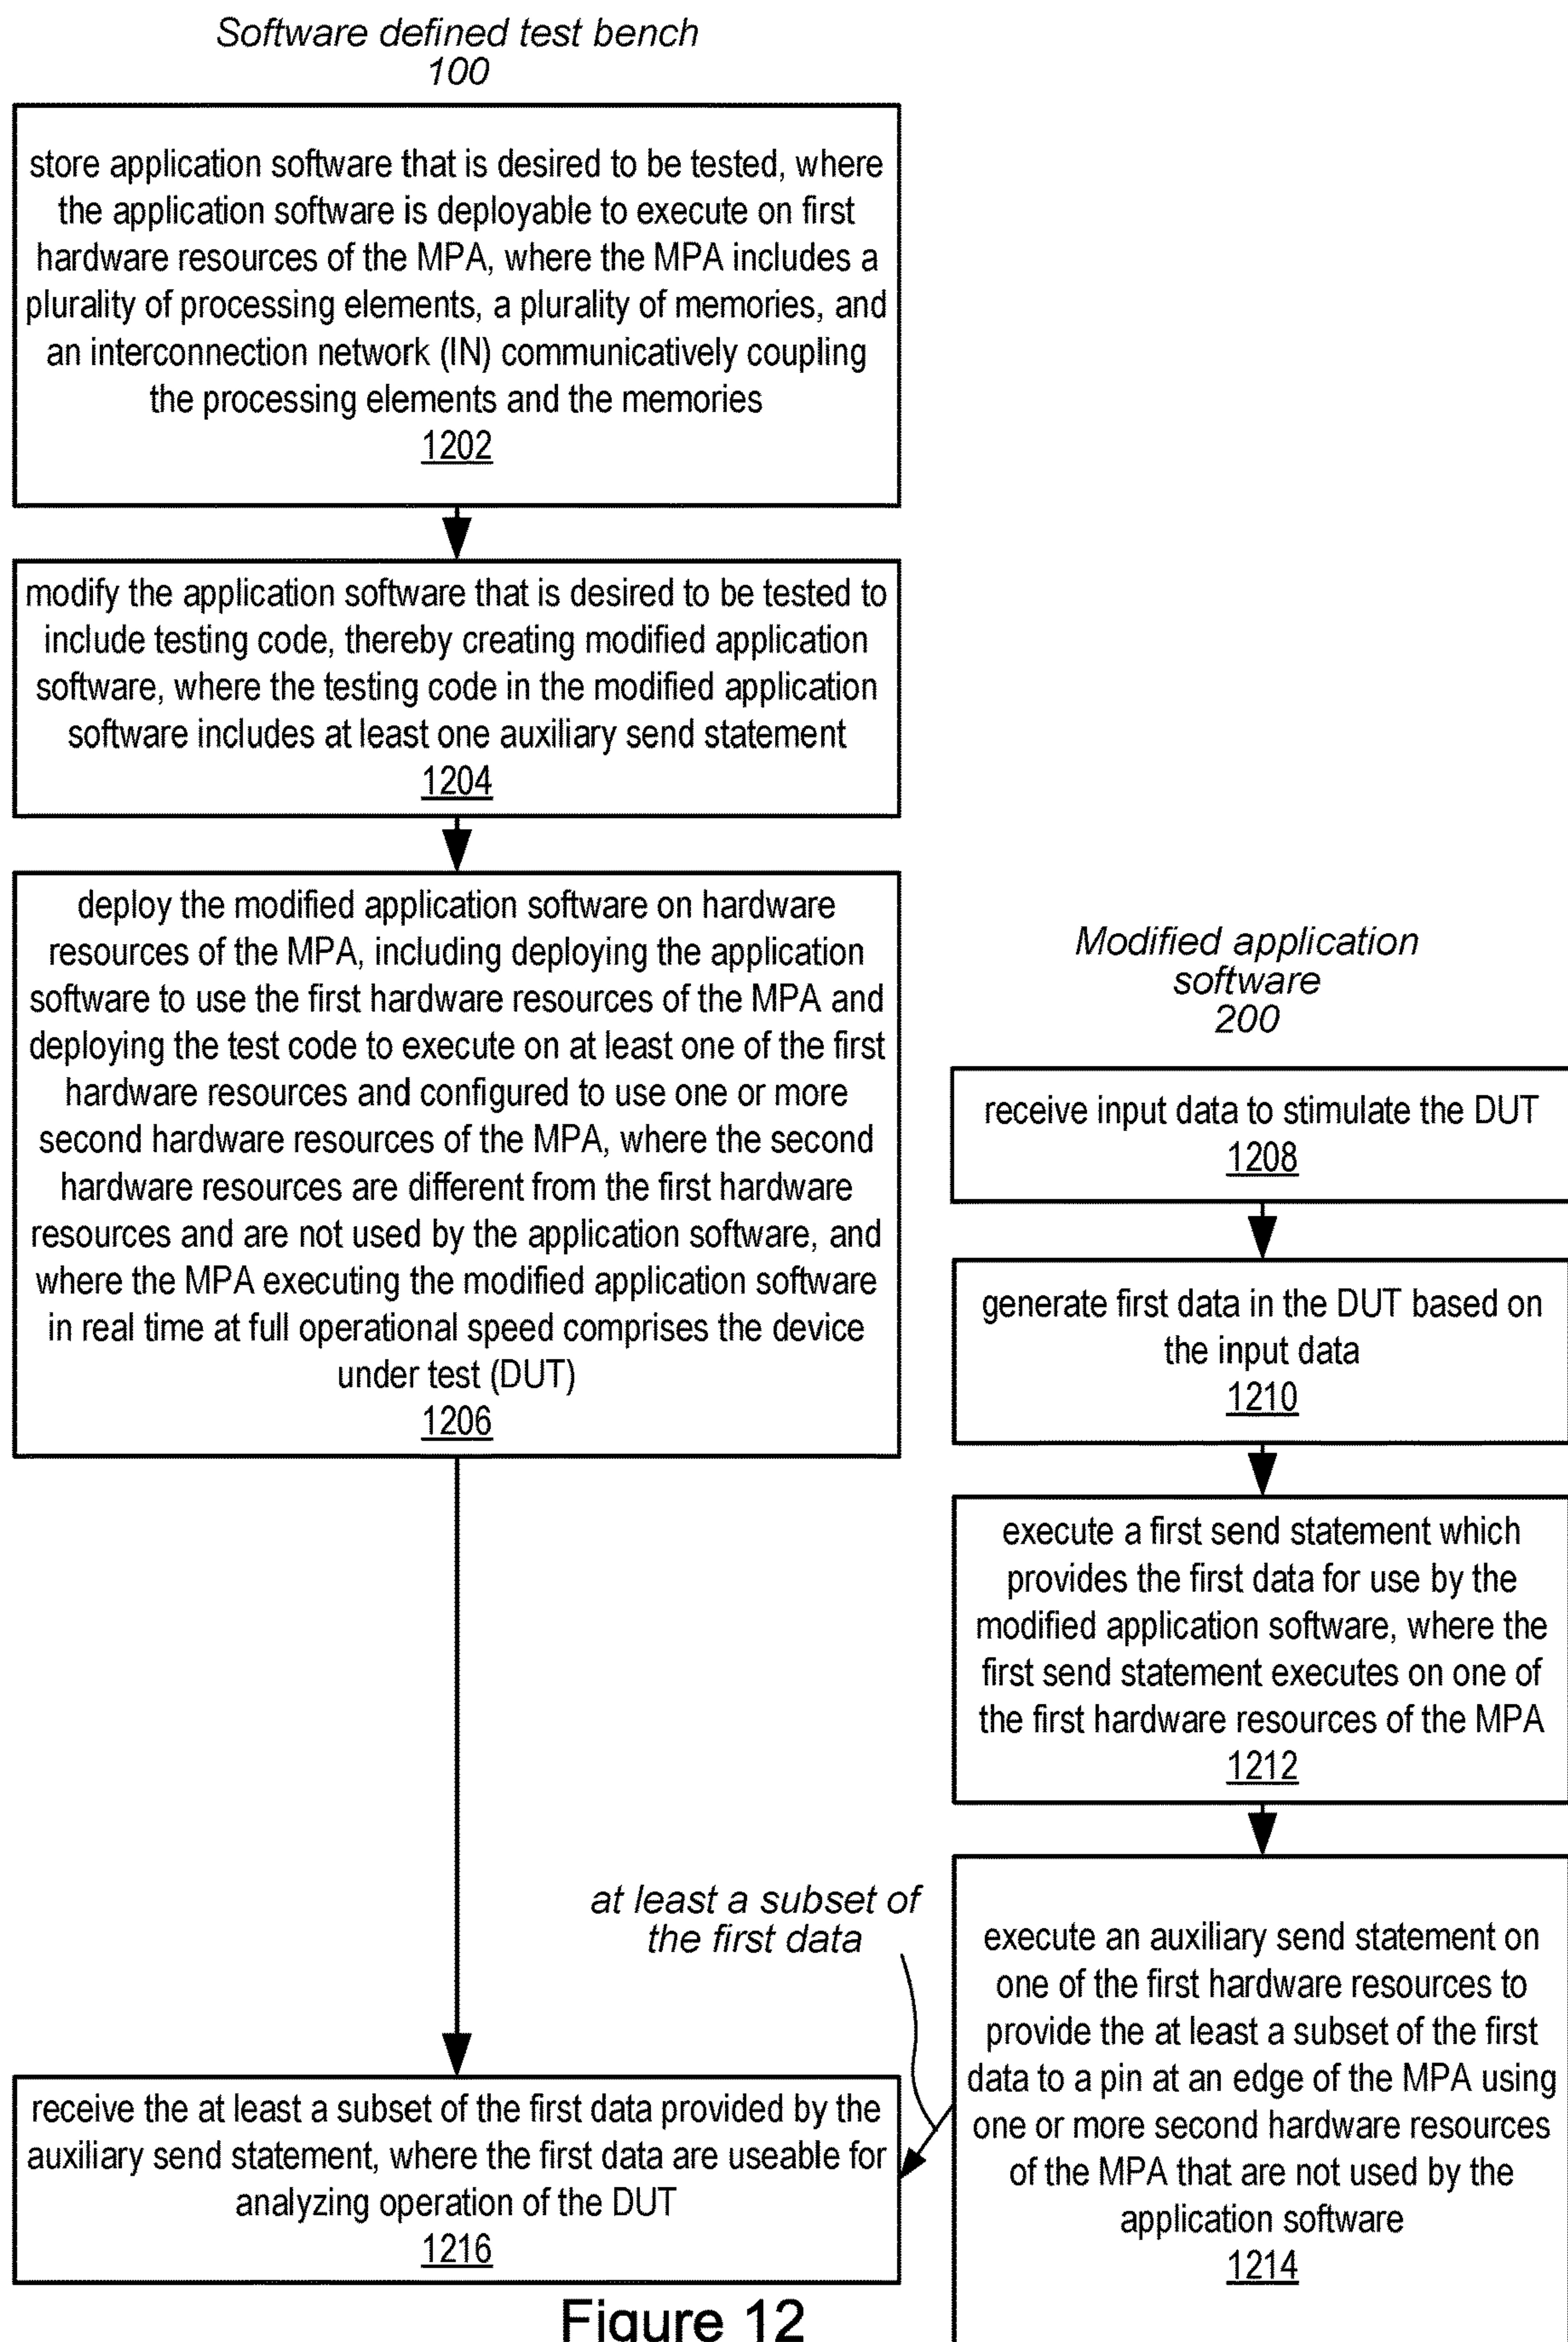 Software defined test bench
100
store application software that is desired to be tested, where
the application software is deployable to execute on first
hardware resources of the MPA, where the MPA includes a
plurality of processing elements, a plurality of memories, and
an interconnection network (IN) communicatively coupling
the processing elements and the memories
1202
modify the application software that is desired to be tested to
include testing code, thereby creating modified application
software, where the testing code in the modified application
software includes at least one auxiliary send statement
1204
deploy the modified application software on hardware
resources of the MPA, including deploying the application
software to use the first hardware resources of the MPA and
deploying the test code to execute on at least one of the first
hardware resources and configured to use one or more
second hardware resources of the MPA, where the second
hardware resources are different from the first hardware
resources and are not used by the application software, and
where the MPA executing the modified application software
in real time at full operational speed comprises the device
under test (DUT)
1206
Modified application
software
200
receive input data to stimulate the DUT
1208
generate first data in the DUT based on
the input data
1210
execute a first send statement which
provides the first data for use by the
modified application software, where the
first send statement executes on one of
the first hardware resources of the MPA
1212
at least a subset of
the first data
execute an auxiliary send statement on
one of the first hardware resources to
provide the at least a subset of the first
data to a pin at an edge of the MPA using
one or more second hardware resources
of the MPA that are not used by the
application software
1214
receive the at least a subset of the first data provided by the
auxiliary send statement, where the first data are useable for
analyzing operation of the DUT
1216
Figure 12